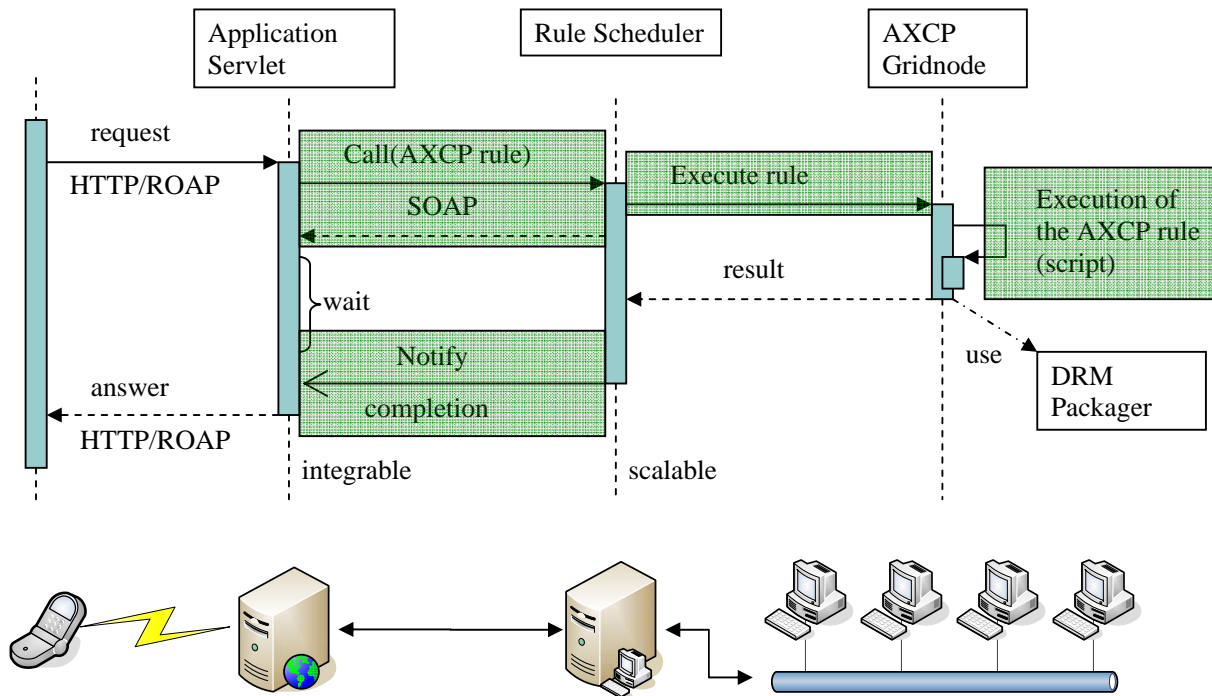 Application
Servlet
Rule Scheduler
AXCP
Gridnode
request
HTTP/ROAP
Call(AXCP rule)
SOAP
Execute rule
Execution of
the AXCP rule
(script)
result
wait
use
Notify
completion
answer
HTTP/ROAP
DRM
Packager
integrable
scalable